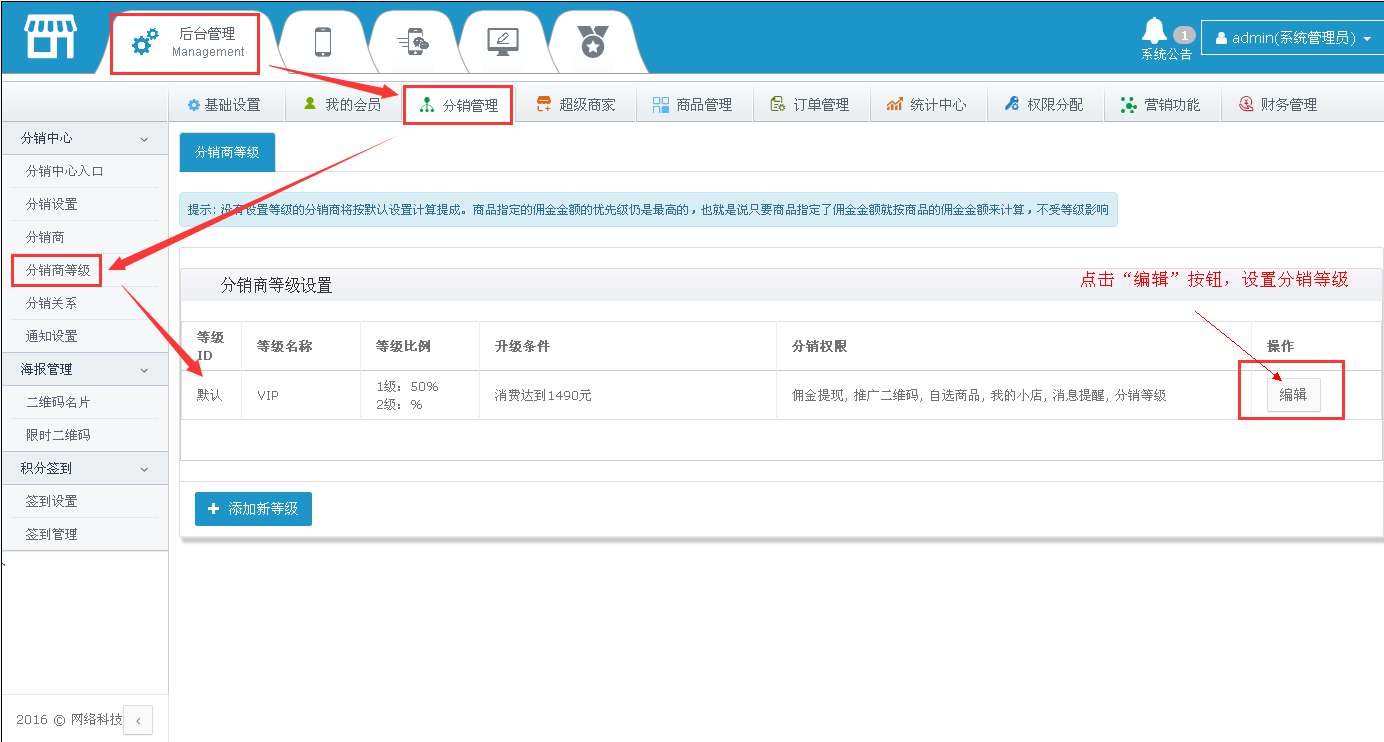 后台管理
Management
系统公告
1
admin(系统管理员)
基础设置
我的会员
分销管理
超级商家
商品管理
订单管理
统计中心
权限分配
营销功能
财务管理
分销中心
分销中心入口
分销设置
分销商
分销商等级
分销关系
通知设置
海报管理
二维码名片
限时二维码
积分签到
签到设置
签到管理
2016 © 网络科技
分销商等级
提示: 没有设置等级的分销商将按默认设置计算提成。商品指定的佣金金额的优先级仍是最高的，也就是说只要商品指定了佣金金额就按商品的佣金金额来计算，不受等级影响
分销商等级设置
点击“编辑”按钮，设置分销等级
等级ID 等级名称 等级比例 升级条件 分销权限 操作
默认 VIP 1级：50% 消费达到1490元 佣金提现, 推广二维码, 自选商品, 我的小店, 消息提醒, 分销等级 编辑
2级：%
添加新等级